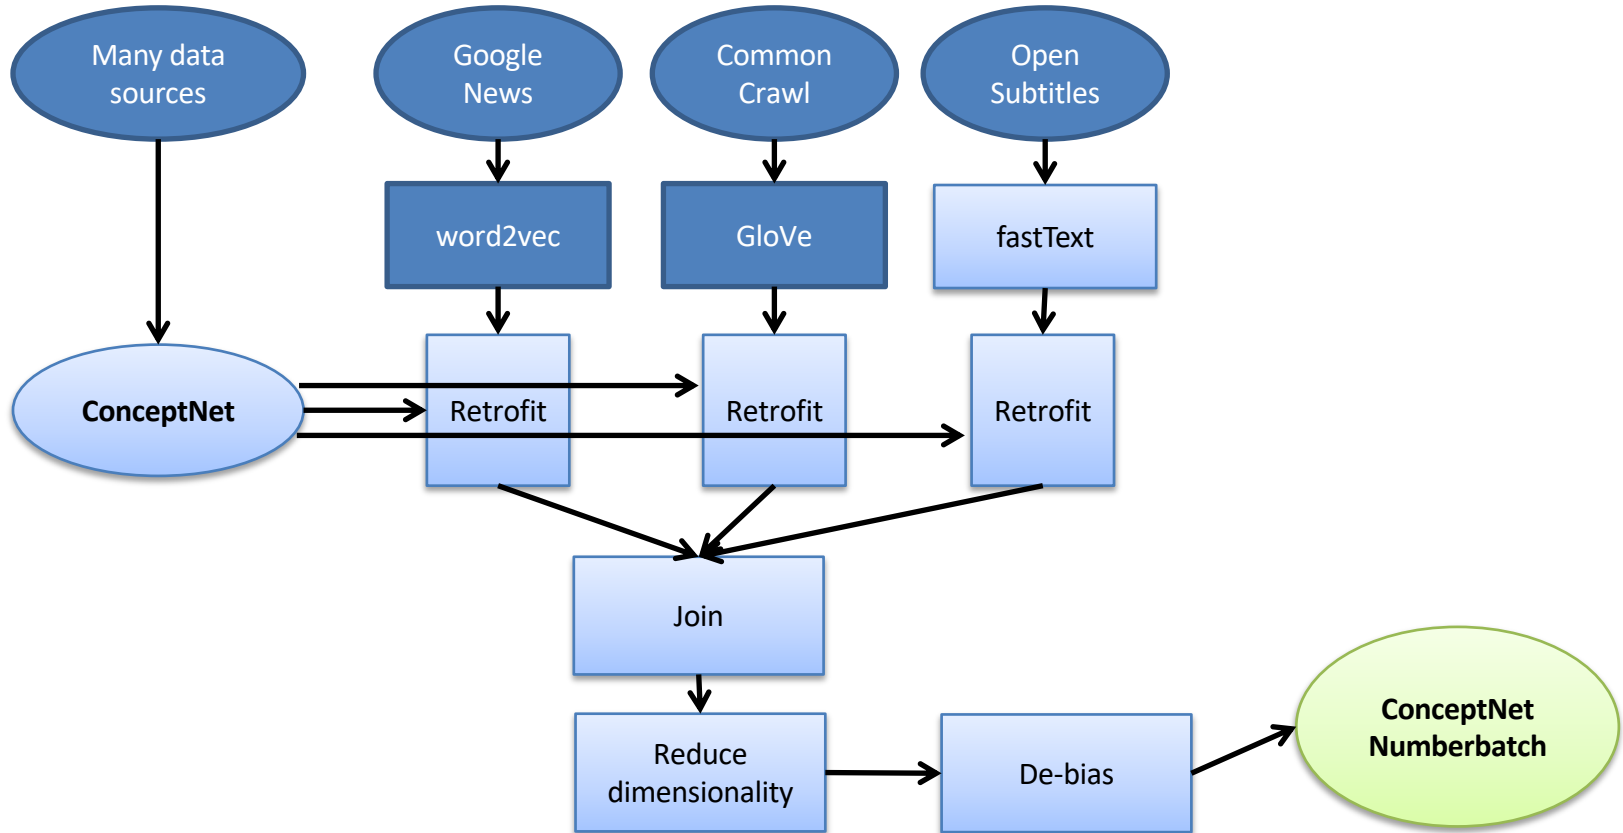 Many data
sources
Google
News
Common
Crawl
Open
Subtitles
word2vec
GloVe
fastText
ConceptNet
Retrofit
Retrofit
Retrofit
Join
Reduce
dimensionality
De-bias
ConceptNet
Numberbatch